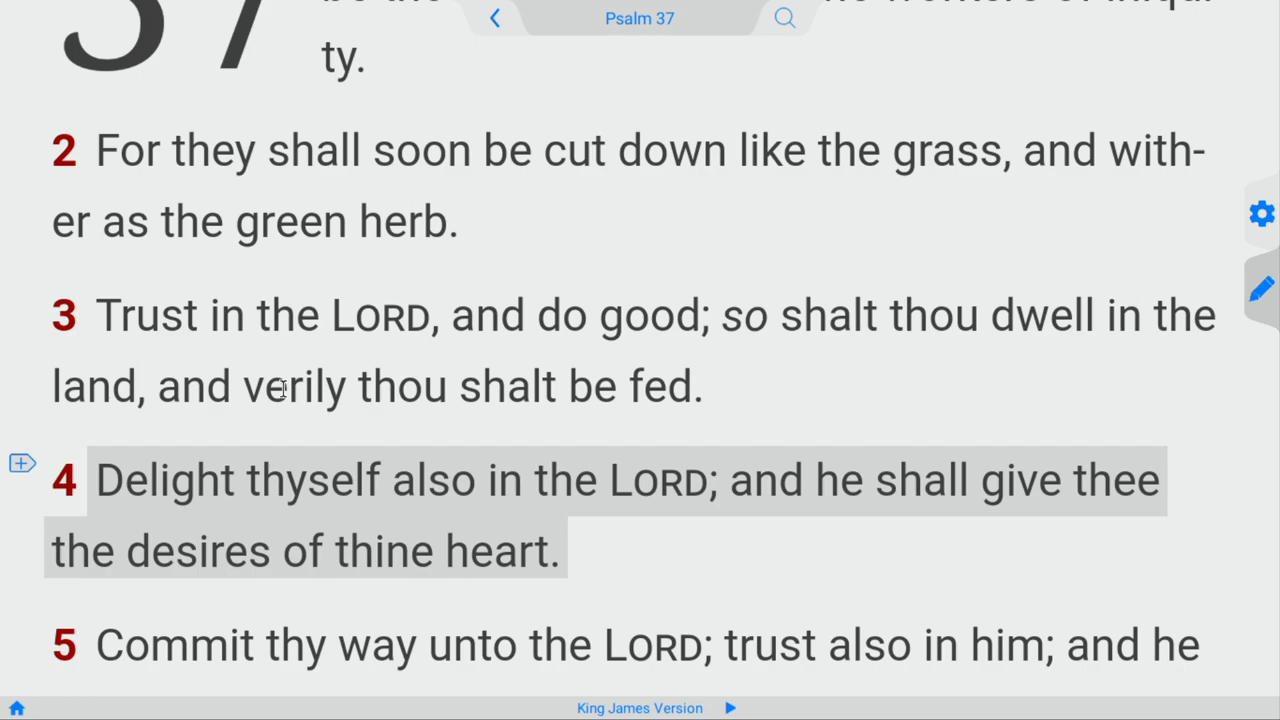 Psalm 37
37
ty.
2 For they shall soon be cut down like the grass, and with-
er as the green herb.
3 Trust in the LORD, and do good; so shalt thou dwell in the
land, and verily thou shalt be fed.
4 Delight thyself also in the LORD; and he shall give thee
the desires of thine heart.
5 Commit thy way unto the LORD; trust also in him; and he
King James Version